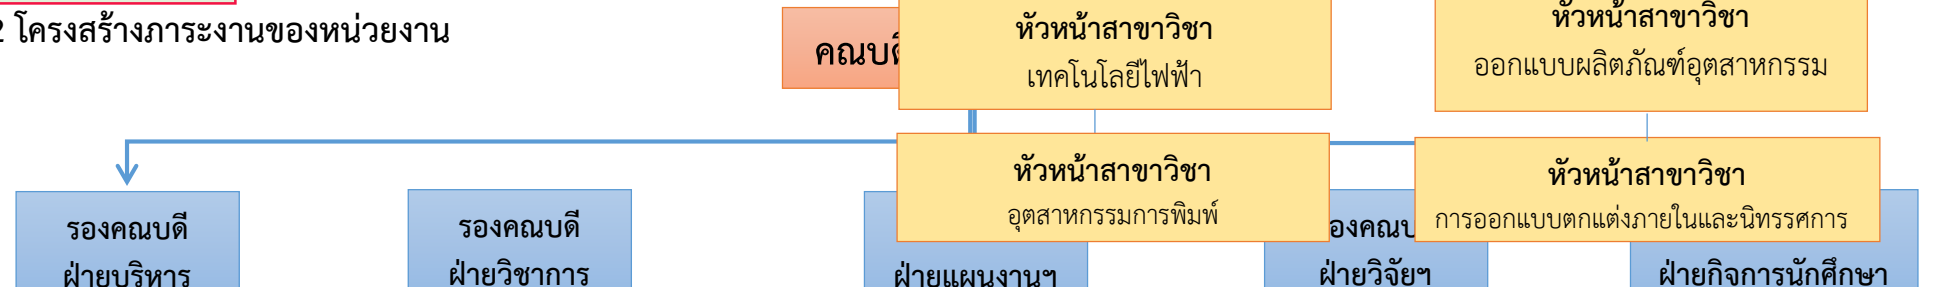 2 โครงสร้างภาระงานของหน่วยงาน
คณบดี
หัวหน้าสาขาวิชา
เทคโนโลยีไฟฟ้า
หัวหน้าสาขาวิชา
ออกแบบผลิตภัณฑ์อุตสาหกรรม
หัวหน้าสาขาวิชา
อุตสาหกรรมการพิมพ์
หัวหน้าสาขาวิชา
การออกแบบตกแต่งภายในและนิทรรศการ
รองคณบดี
ฝ่ายบริหาร
รองคณบดี
ฝ่ายวิชาการ
ฝ่ายแผนงานฯ
ฝ่ายวิจัยฯ
ฝ่ายกิจการนักศึกษา